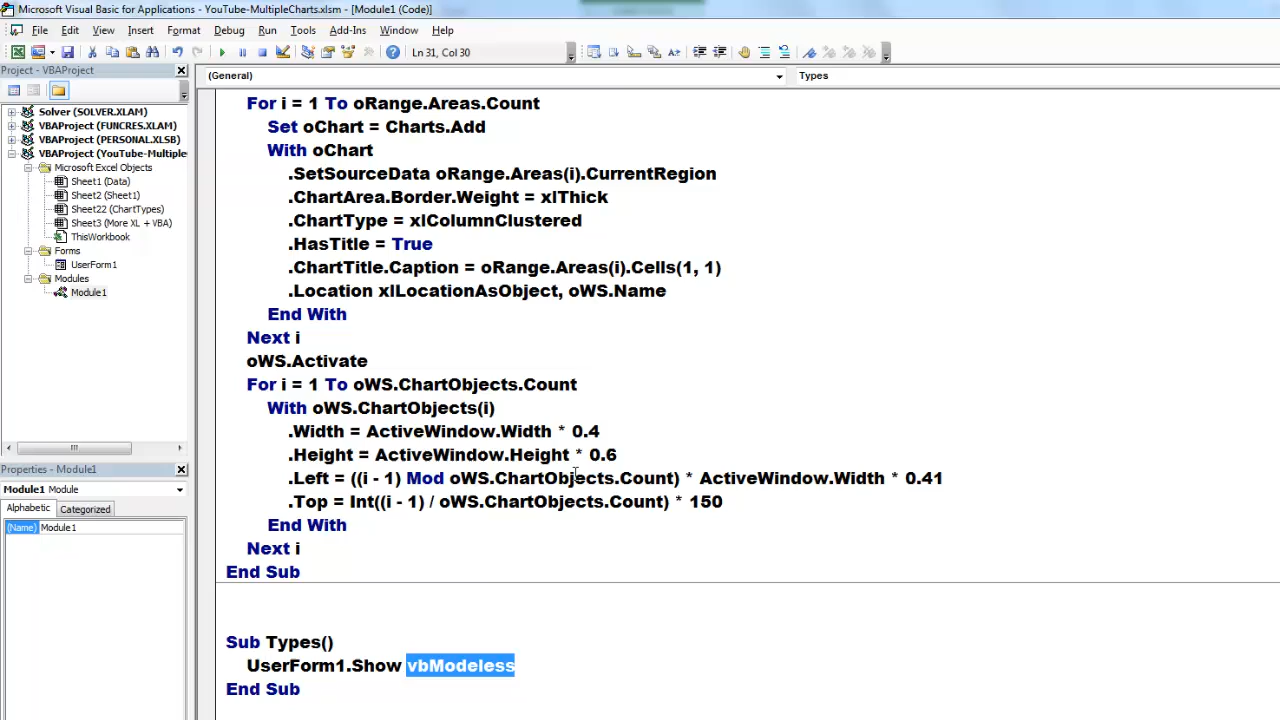 Microsoft Visual Basic for Applications - YouTube-MultipleCharts.xlsm - [Module1 (Code)]
File Edit View Insert Format Debug Run Tools Add-Ins Window Help
Ln 31, Col 30
Project - VBAProject
(General) Types
Solver (SOLVER.XLAM)
VBAProject (FUNCRES.XLAM)
VBAProject (PERSONAL.XLSB)
VBAProject (YouTube-Multiple
Microsoft Excel Objects
Sheet1 (Data)
Sheet2 (Sheet1)
Sheet22 (ChartTypes)
Sheet3 (More XL + VBA)
ThisWorkbook
Forms
UserForm1
Modules
Module1
Properties - Module1
Module1 Module
Alphabetic Categorized
(Name) Module1
For i = 1 To oRange.Areas.Count
Set oChart = Charts.Add
With oChart
.SetSourceData oRange.Areas(i).CurrentRegion
.ChartArea.Border.Weight = xlThick
.ChartType = xlColumnClustered
.HasTitle = True
.ChartTitle.Caption = oRange.Areas(i).Cells(1, 1)
.Location xlLocationAsObject, oWS.Name
End With
Next i
oWS.Activate
For i = 1 To oWS.ChartObjects.Count
With oWS.ChartObjects(i)
.Width = ActiveWindow.Width * 0.4
.Height = ActiveWindow.Height * 0.6
.Left = ((i - 1) Mod oWS.ChartObjects.Count) * ActiveWindow.Width * 0.41
.Top = Int((i - 1) / oWS.ChartObjects.Count) * 150
End With
Next i
End Sub
Sub Types()
UserForm1.Show vbModeless
End Sub